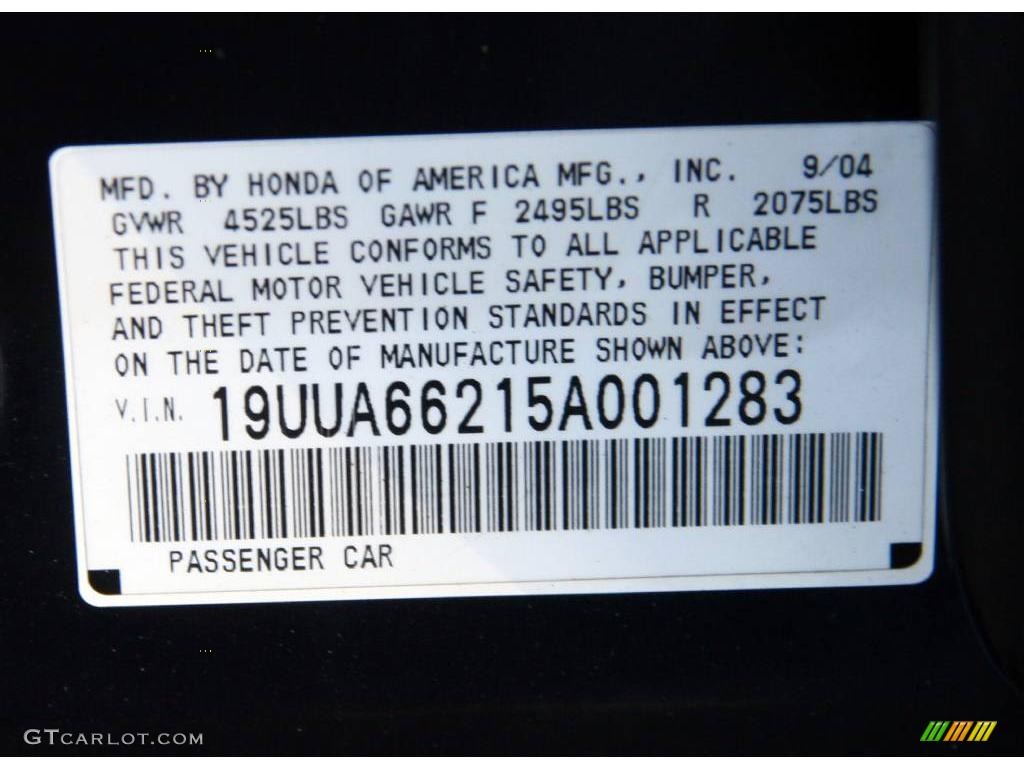 MFD. BY HONDA OF AMERICA MFG., INC. 9/04
GVWR 4525LBS GAWR F 2495LBS R 2075LBS
THIS VEHICLE CONFORMS TO ALL APPLICABLE
FEDERAL MOTOR VEHICLE SAFETY, BUMPER,
AND THEFT PREVENTION STANDARDS IN EFFECT
ON THE DATE OF MANUFACTURE SHOWN ABOVE:
V.I.N. 19UUA66215A001283
PASSENGER CAR
GTCARLOT.COM